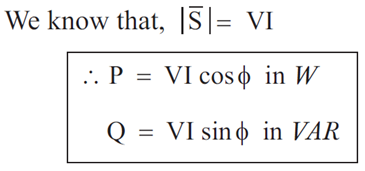 We know that, |S̅| = VI
∴ P = VI cosϕ in W
Q = VI sinϕ in VAR